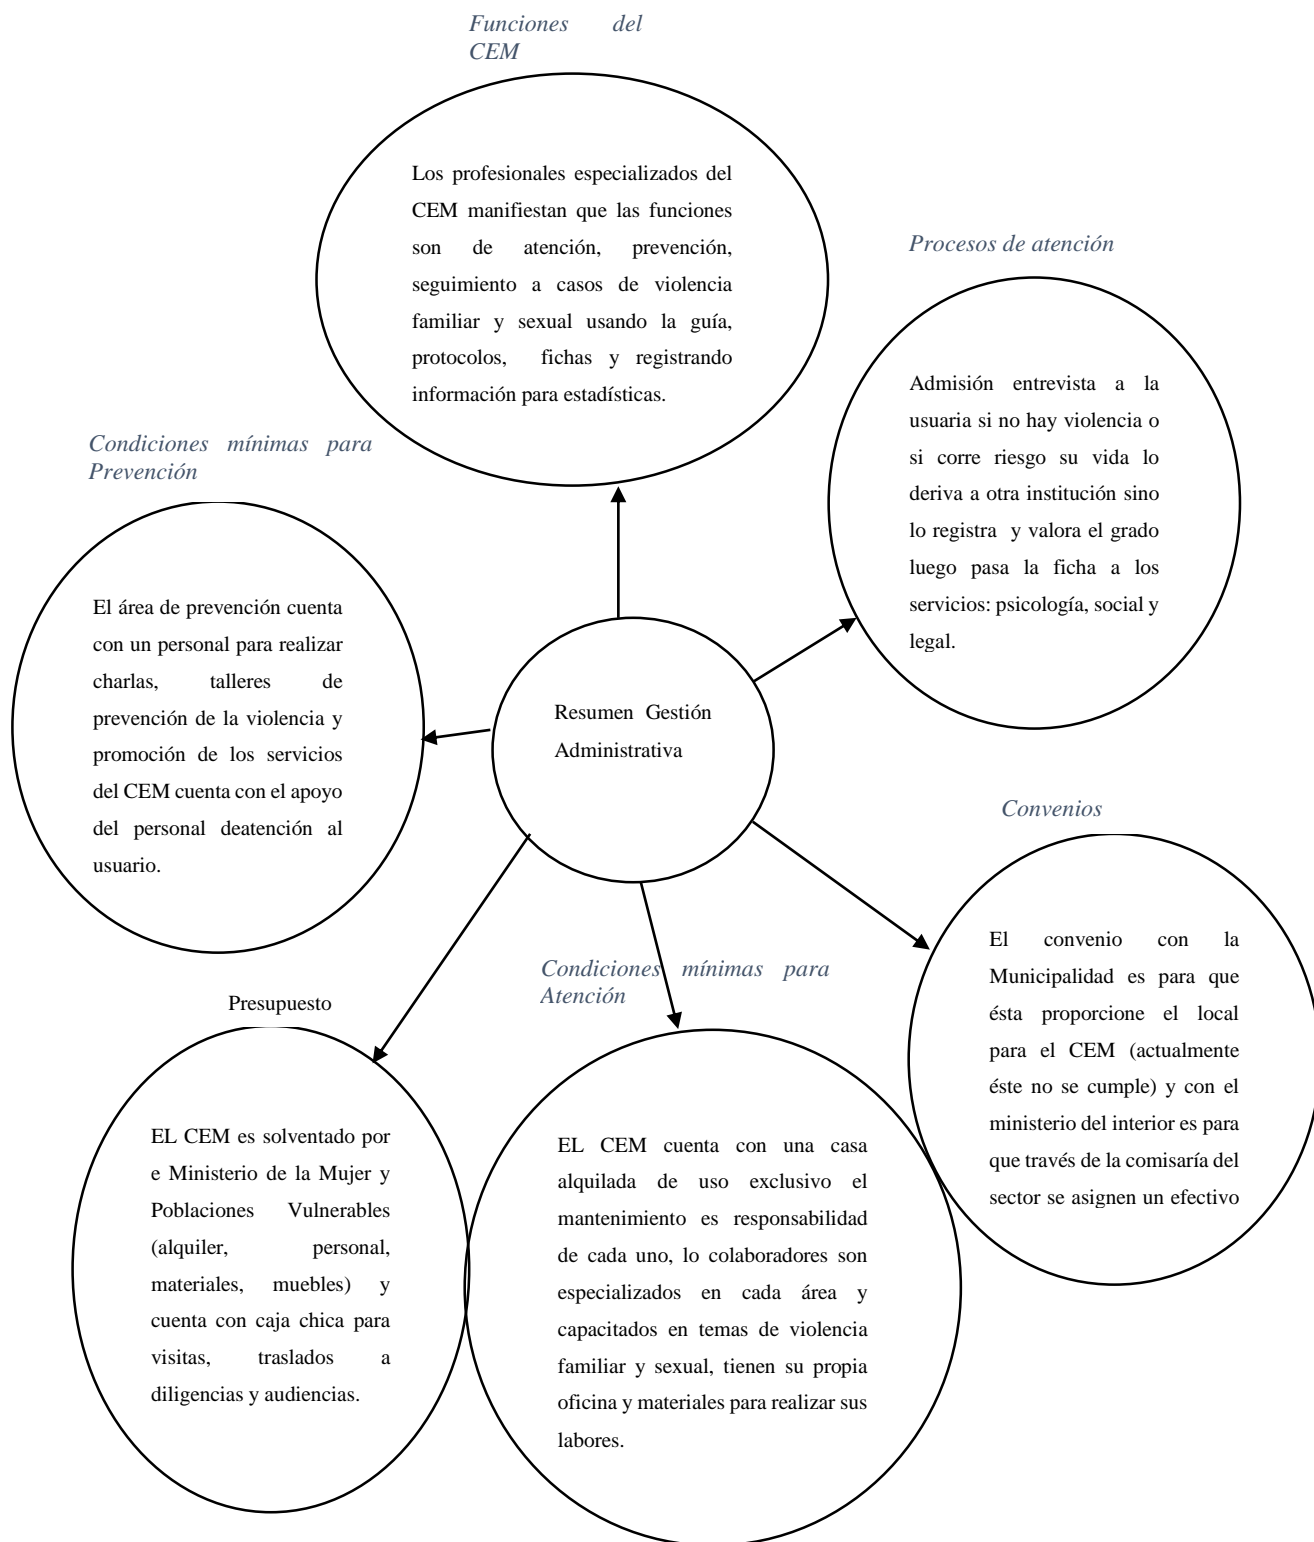 Funciones del
CEM
Los profesionales especializados del
CEM manifiestan que las funciones
son de atención, prevención,
seguimiento a casos de violencia
familiar y sexual usando la guía,
protocolos, fichas y registrando
información para estadísticas.
Procesos de atención
Admisión entrevista a la
usuaria si no hay violencia o
si corre riesgo su vida lo
deriva a otra institución sino
lo registra y valora el grado
luego pasa la ficha a los
servicios: psicología, social y
legal.
Condiciones mínimas para
Prevención
El área de prevención cuenta
con un personal para realizar
charlas, talleres de
prevención de la violencia y
promoción de los servicios
del CEM cuenta con el apoyo
del personal deatención al
usuario.
Resumen Gestión
Administrativa
Convenios
El convenio con la
Municipalidad es para que
ésta proporcione el local
para el CEM (actualmente
éste no se cumple) y con el
ministerio del interior es para
que través de la comisaría del
sector se asignen un efectivo
Condiciones mínimas para
Atención
EL CEM cuenta con una casa
alquilada de uso exclusivo el
mantenimiento es responsabilidad
de cada uno, lo colaboradores son
especializados en cada área y
capacitados en temas de violencia
familiar y sexual, tienen su propia
oficina y materiales para realizar sus
labores.
Presupuesto
EL CEM es solventado por
e Ministerio de la Mujer y
Poblaciones Vulnerables
(alquiler, personal,
materiales, muebles) y
cuenta con caja chica para
visitas, traslados a
diligencias y audiencias.